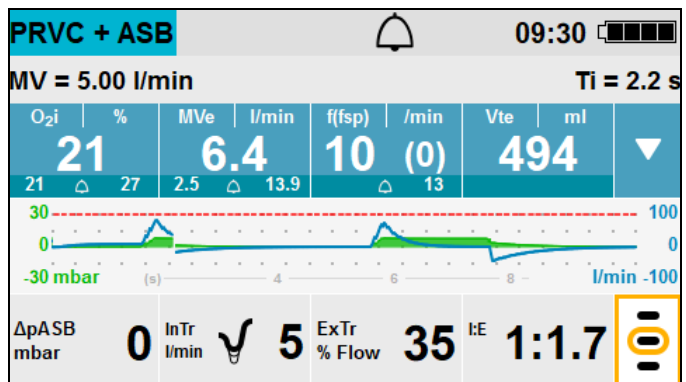 PRVC + ASB 09:30
MV = 5.00 l/min Ti = 2.2 s
O₂i % MVe l/min f(fsp) /min Vte ml
21 6.4 10 (0) 494
21 27 2.5 13.9 13
30 100
0 0
-30 mbar (s) 4 6 8 l/min -100
ΔpASB mbar 0 InTr l/min 5 ExTr % Flow 35 I:E 1:1.7